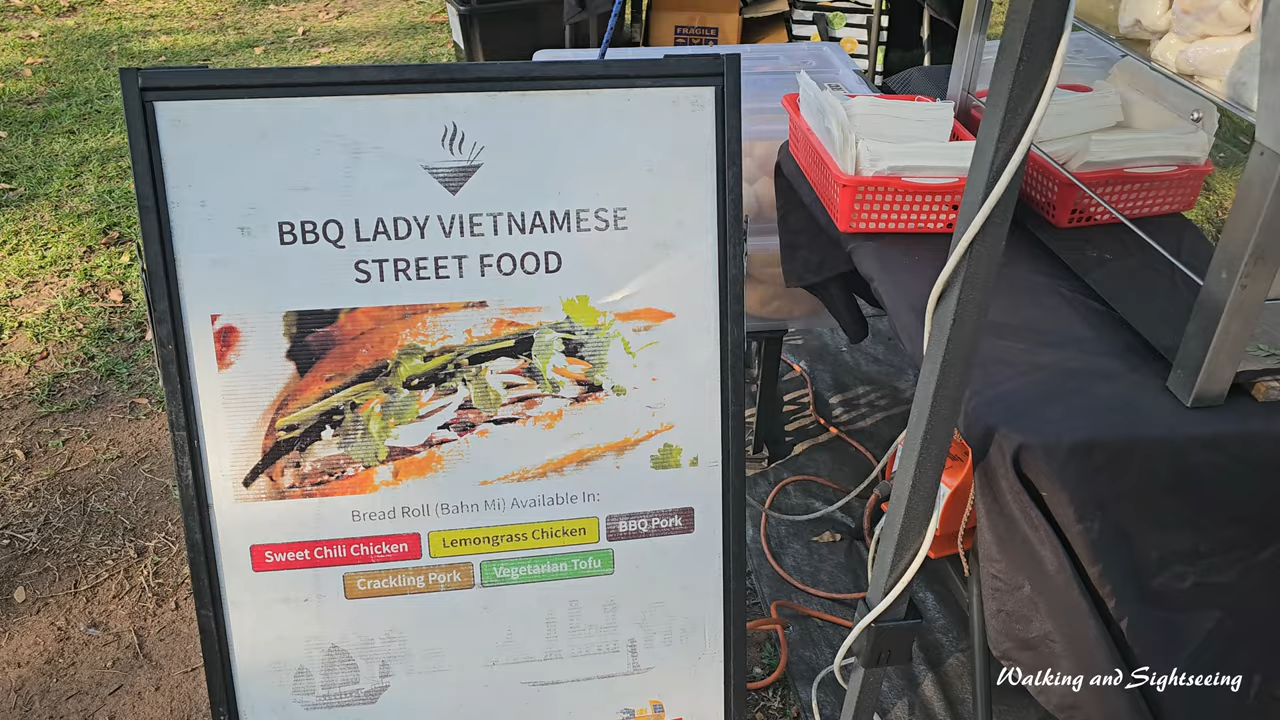 FRAGILE
BBQ LADY VIETNAMESE
STREET FOOD
Bread Roll (Bahn Mi) Available In:
Sweet Chili Chicken Lemongrass Chicken BBQ Pork
Crackling Pork Vegetarian Tofu
Walking and Sightseeing